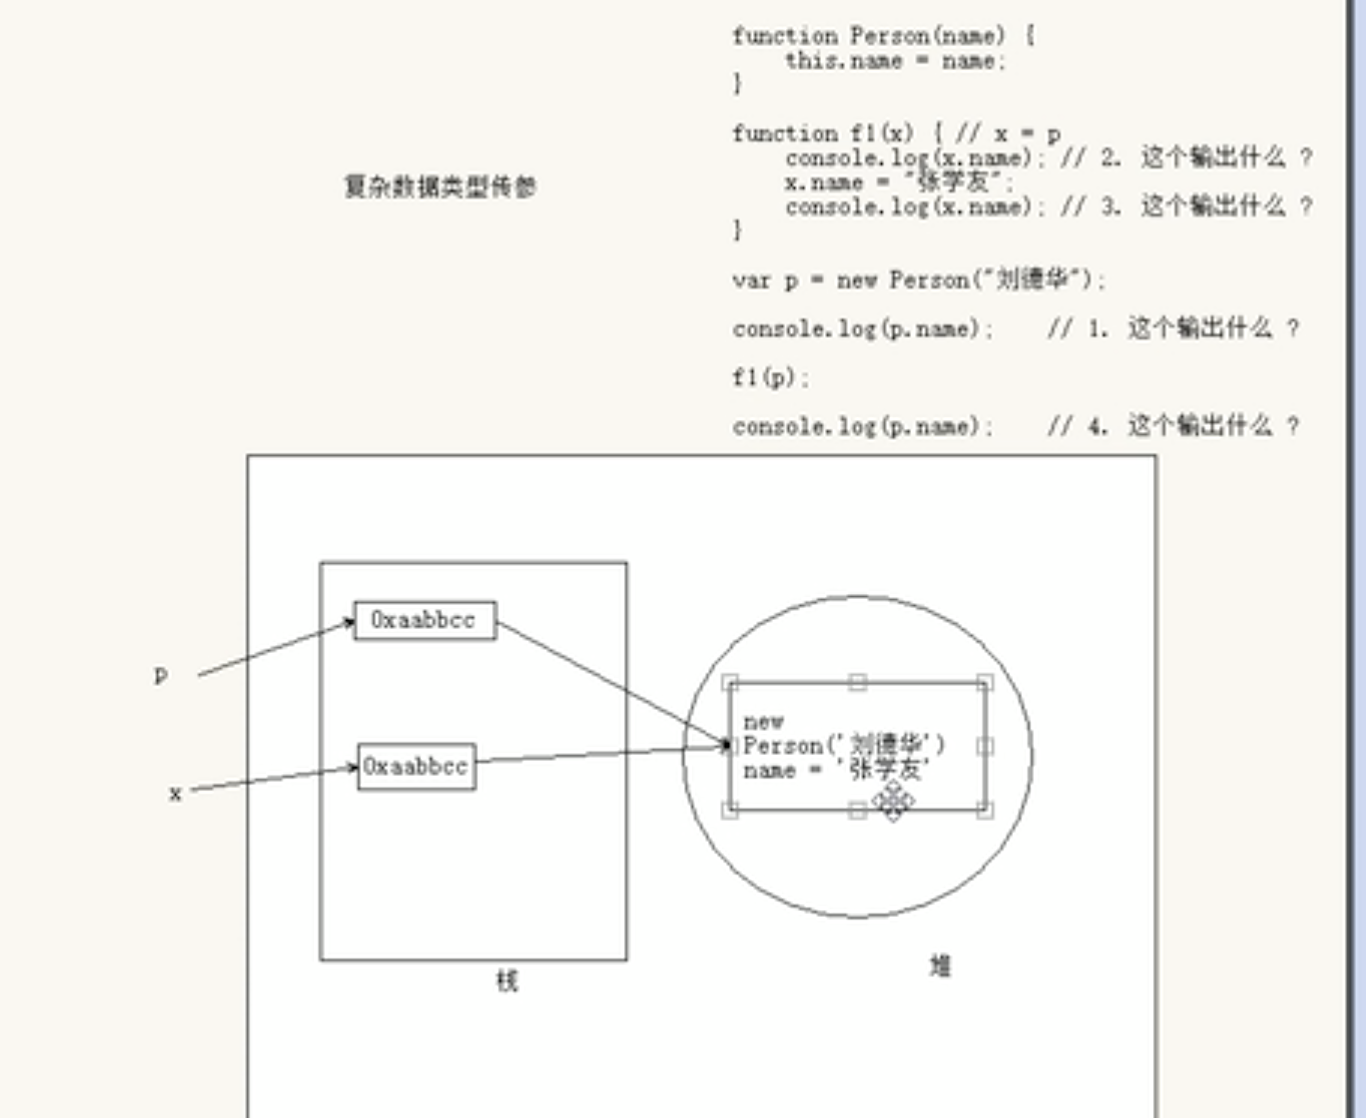 function Person(name) {
this.name = name;
}
function f1(x) { // x = p
console.log(x.name); // 2. 这个输出什么 ?
x.name = "张学友";
console.log(x.name); // 3. 这个输出什么 ?
}
复杂数据类型传参
var p = new Person("刘德华");
console.log(p.name); // 1. 这个输出什么 ?
f1(p);
console.log(p.name); // 4. 这个输出什么 ?
0xaabbcc
p
new
Person('刘德华')
name = '张学友'
0xaabbcc
x
栈
堆